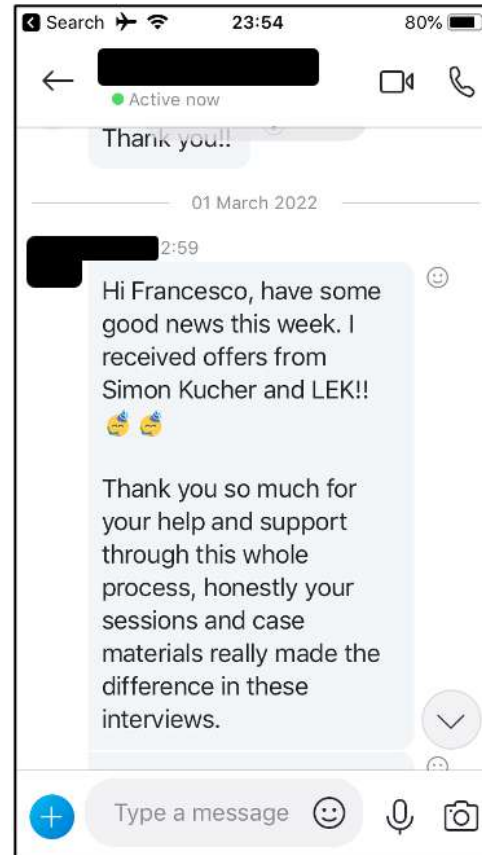 Search 23:54 80%
Active now
Thank you!!
01 March 2022
2:59
Hi Francesco, have some
good news this week. I
received offers from
Simon Kucher and LEK!!
🥳 🥳
Thank you so much for
your help and support
through this whole
process, honestly your
sessions and case
materials really made the
difference in these
interviews.
Type a message